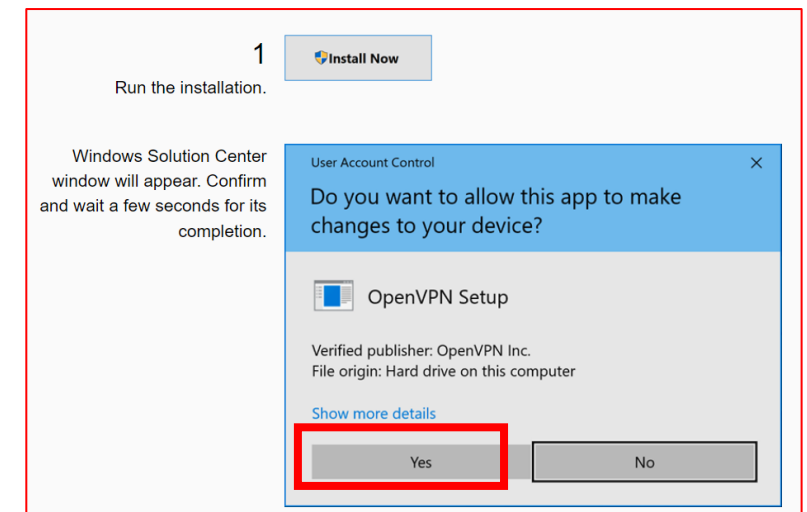 1
Install Now
Run the installation.
Windows Solution Center
window will appear. Confirm
and wait a few seconds for its
completion.
User Account Control
Do you want to allow this app to make
changes to your device?
OpenVPN Setup
Verified publisher: OpenVPN Inc.
File origin: Hard drive on this computer
Show more details
Yes
No